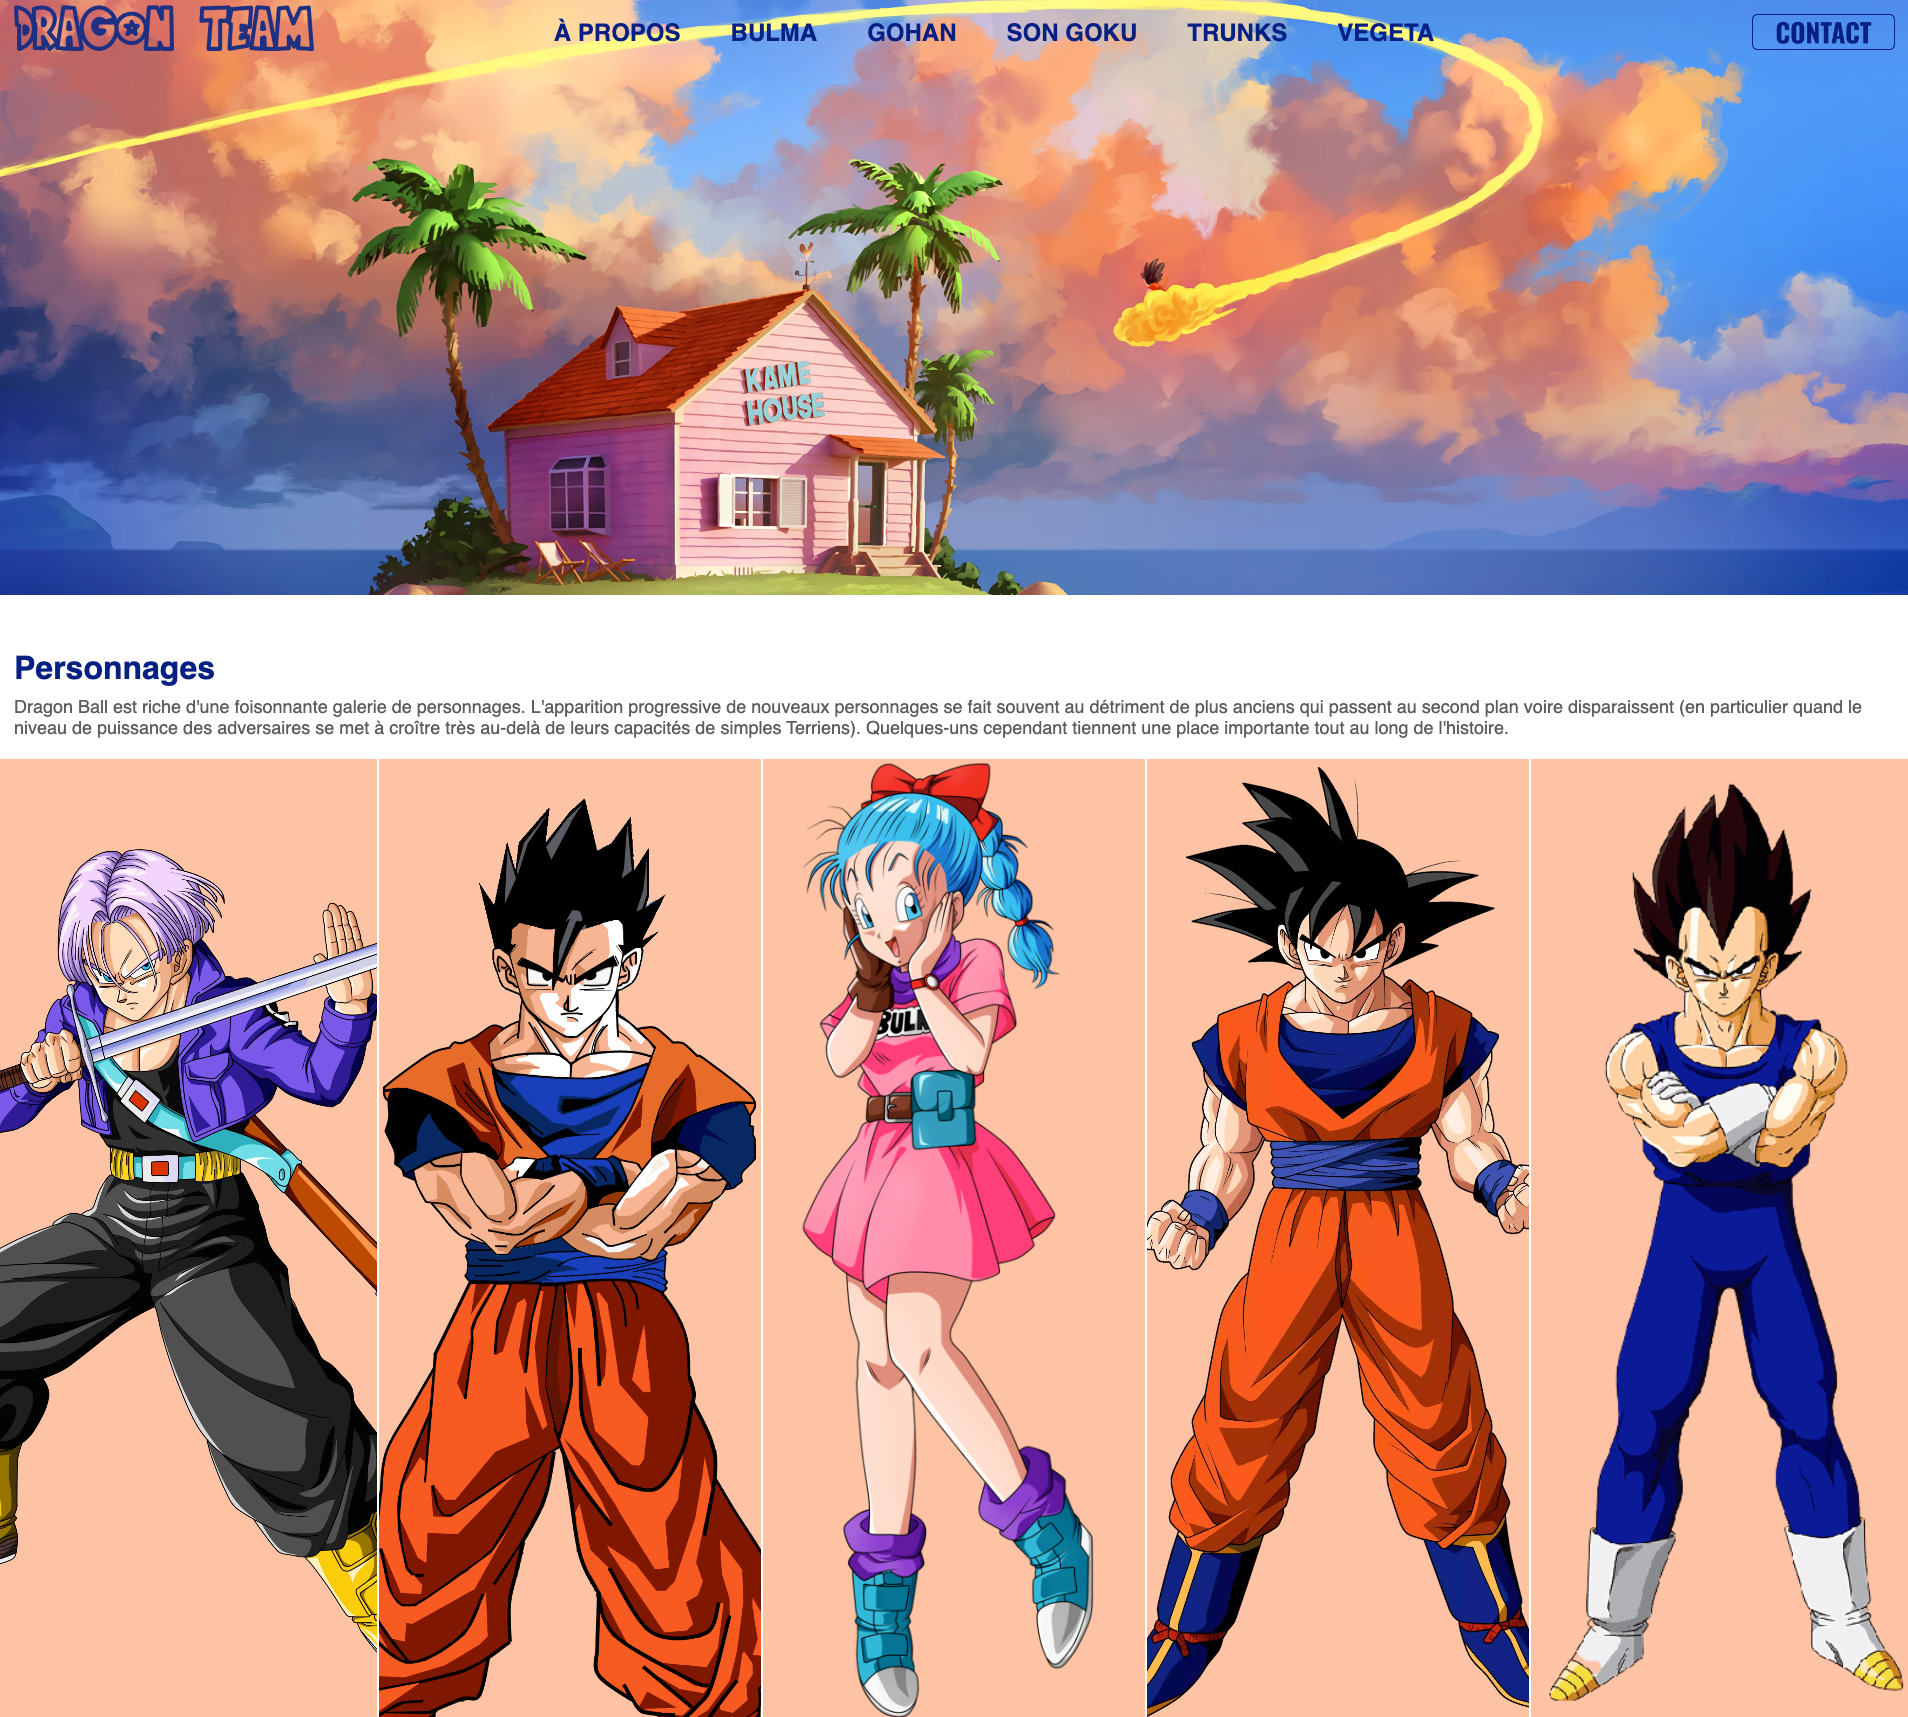 DRAGON TEAM
À PROPOS BULMA GOHAN SON GOKU TRUNKS VEGETA
CONTACT
KAME
HOUSE
Personnages
Dragon Ball est riche d'une foisonnante galerie de personnages. L'apparition progressive de nouveaux personnages se fait souvent au détriment de plus anciens qui passent au second plan voire disparaissent (en particulier quand le
niveau de puissance des adversaires se met à croître très au-delà de leurs capacités de simples Terriens). Quelques-uns cependant tiennent une place importante tout au long de l'histoire.
BUL